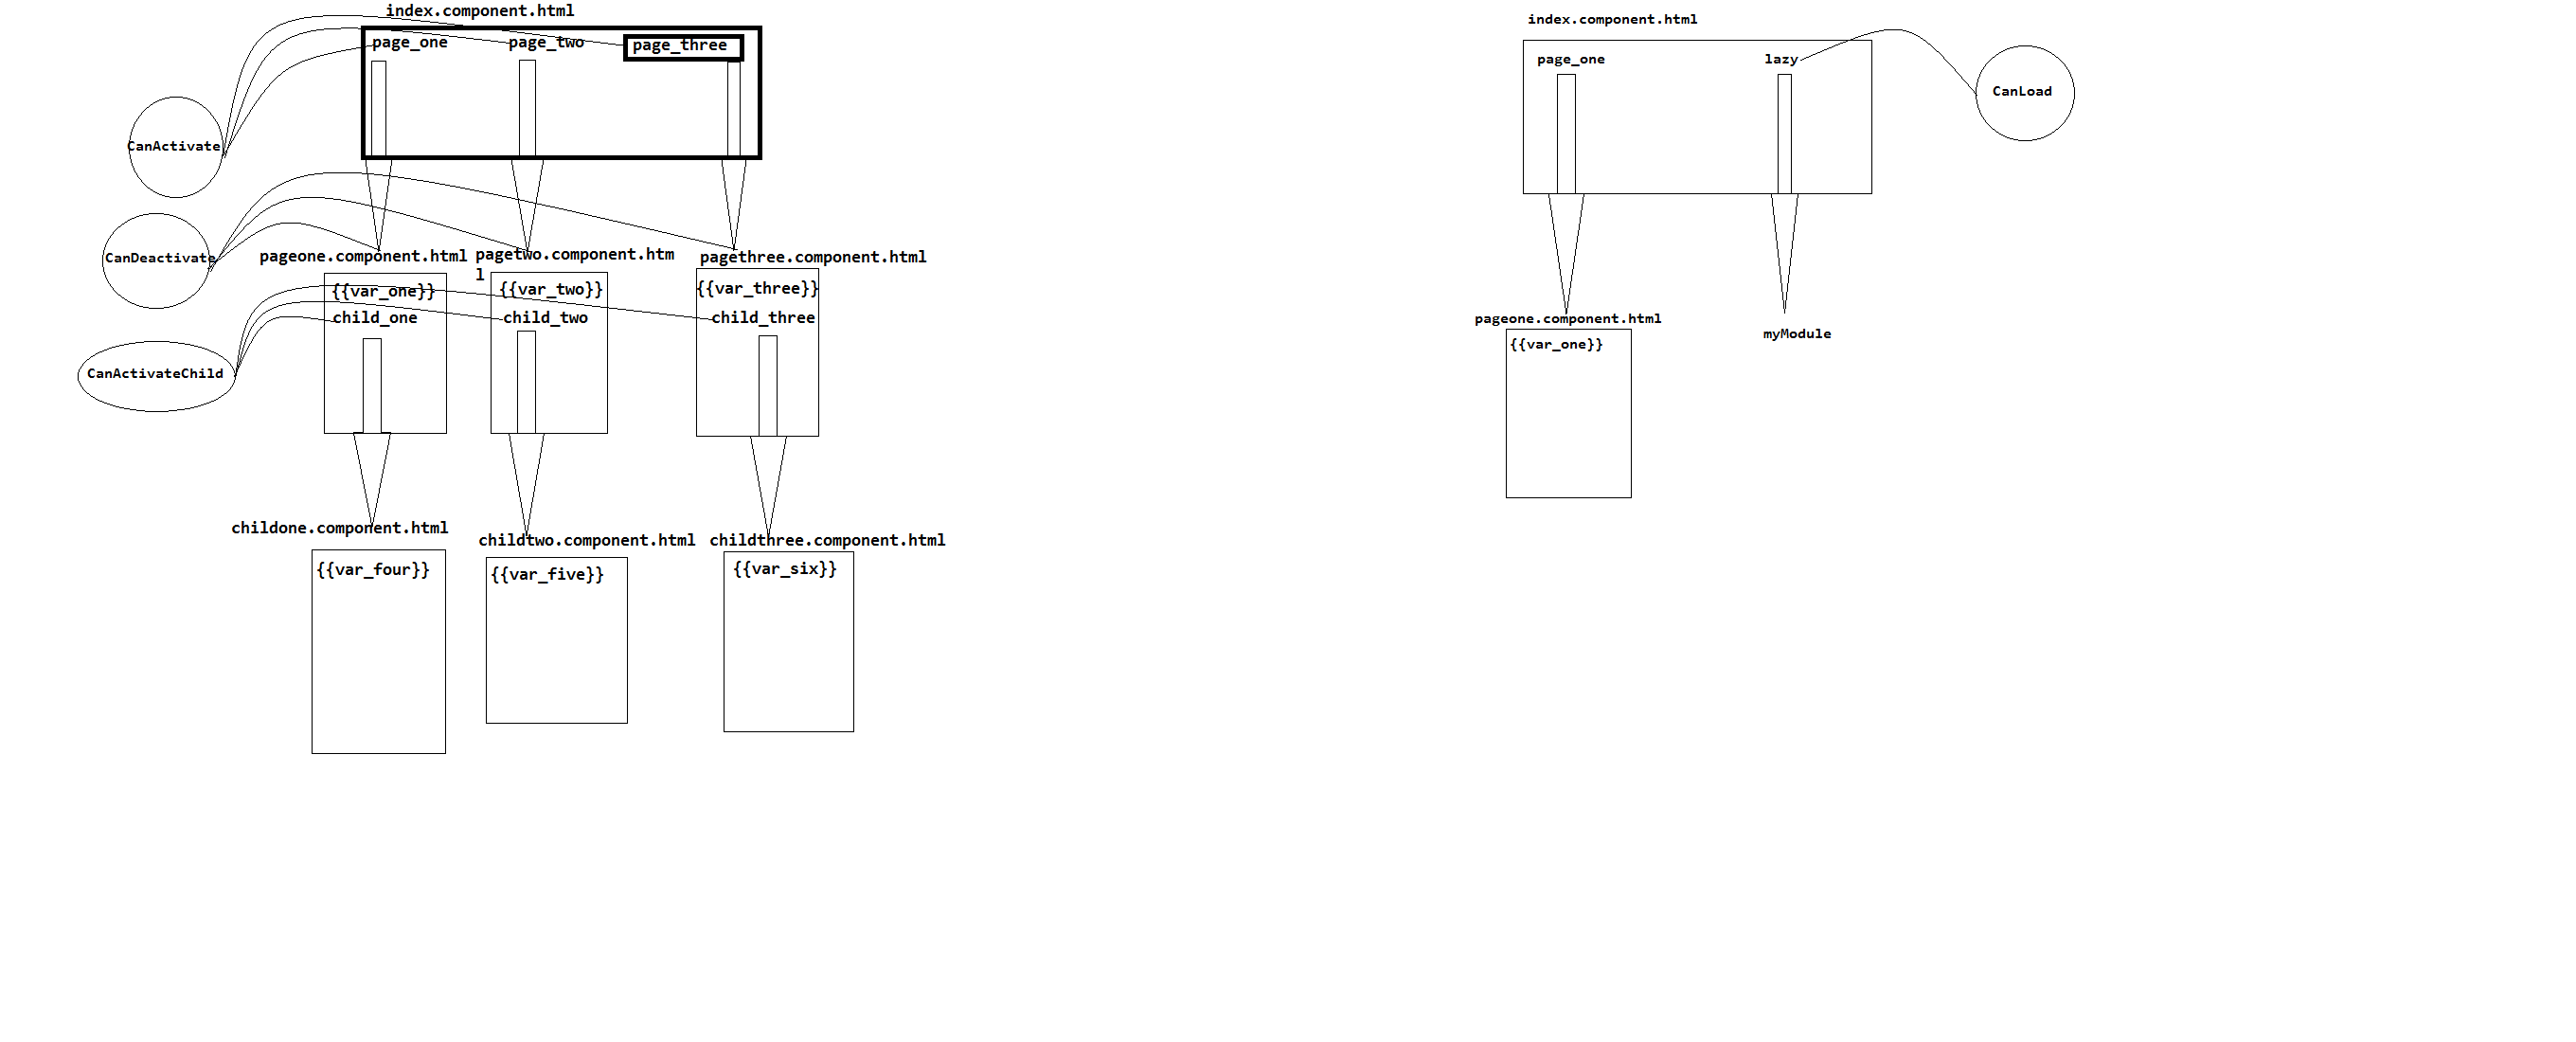 index.component.html
page_one page_two page_three
CanActivate
CanDeactivate
pageone.component.html pagetwo.component.htm
l
pagethree.component.html
{{var_one}} {{var_two}} {{var_three}}
child_one child_two child_three
CanActivateChild
childone.component.html
childtwo.component.html childthree.component.html
{{var_four}} {{var_five}} {{var_six}}
index.component.html
page_one lazy
CanLoad
pageone.component.html
myModule
{{var_one}}